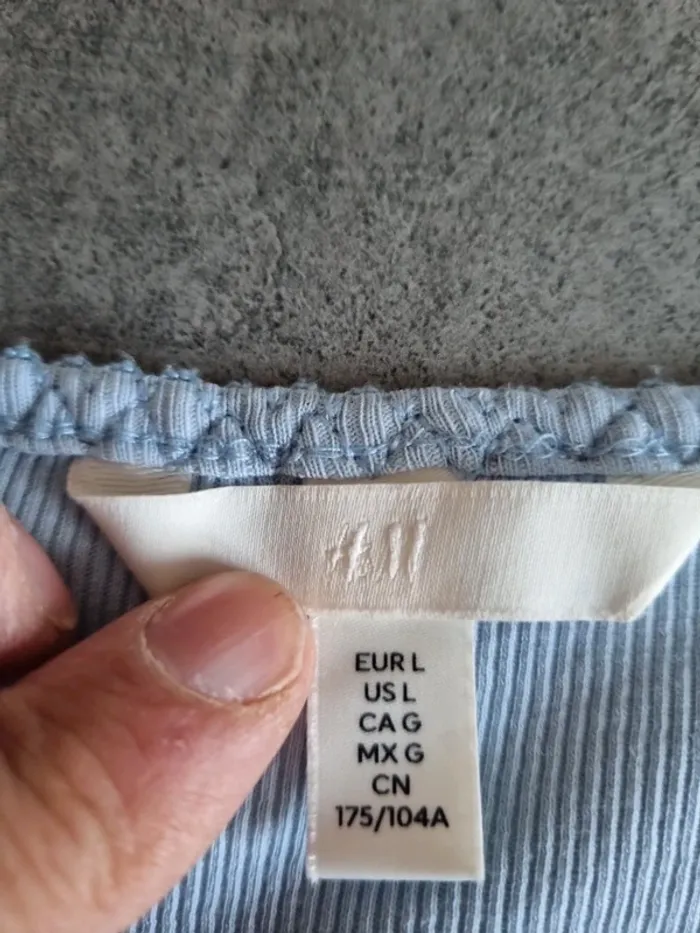 H&M
EUR L
US L
CA G
MX G
CN
175/104A